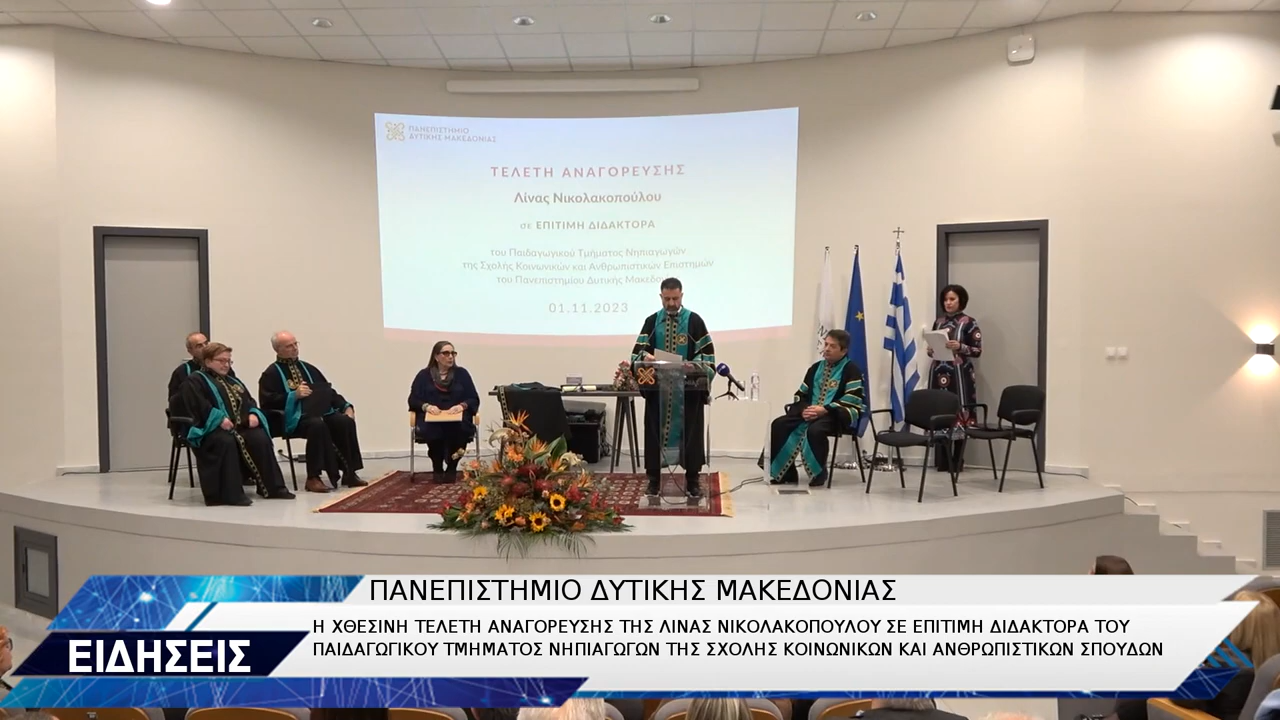 ΠΑΝΕΠΙΣΤΗΜΙΟ
ΔΥΤΙΚΗΣ ΜΑΚΕΔΟΝΙΑΣ
ΤΕΛΕΤΗ ΑΝΑΓΟΡΕΥΣΗΣ
Λίνας Νικολακοπούλου
σε ΕΠΙΤΙΜΗ ΔΙΔΑΚΤΟΡΑ
του Παιδαγωγικού Τμήματος Νηπιαγωγών
της Σχολής Κοινωνικών και Ανθρωπιστικών Επιστημών
του Πανεπιστημίου Δυτικής
01.11.2023
ΠΑΝΕΠΙΣΤΗΜΙΟ ΔΥΤΙΚΗΣ ΜΑΚΕΔΟΝΙΑΣ
Η ΧΘΕΣΙΝΗ ΤΕΛΕΤΗ ΑΝΑΓΟΡΕΥΣΗΣ ΤΗΣ ΛΙΝΑΣ ΝΙΚΟΛΑΚΟΠΟΥΛΟΥ ΣΕ ΕΠΙΤΙΜΗ ΔΙΔΑΚΤΟΡΑ ΤΟΥ
ΠΑΙΔΑΓΩΓΙΚΟΥ ΤΜΗΜΑΤΟΣ ΝΗΠΙΑΓΩΓΩΝ ΤΗΣ ΣΧΟΛΗΣ ΚΟΙΝΩΝΙΚΩΝ ΚΑΙ ΑΝΘΡΩΠΙΣΤΙΚΩΝ ΣΠΟΥΔΩΝ
ΕΙΔΗΣΕΙΣ